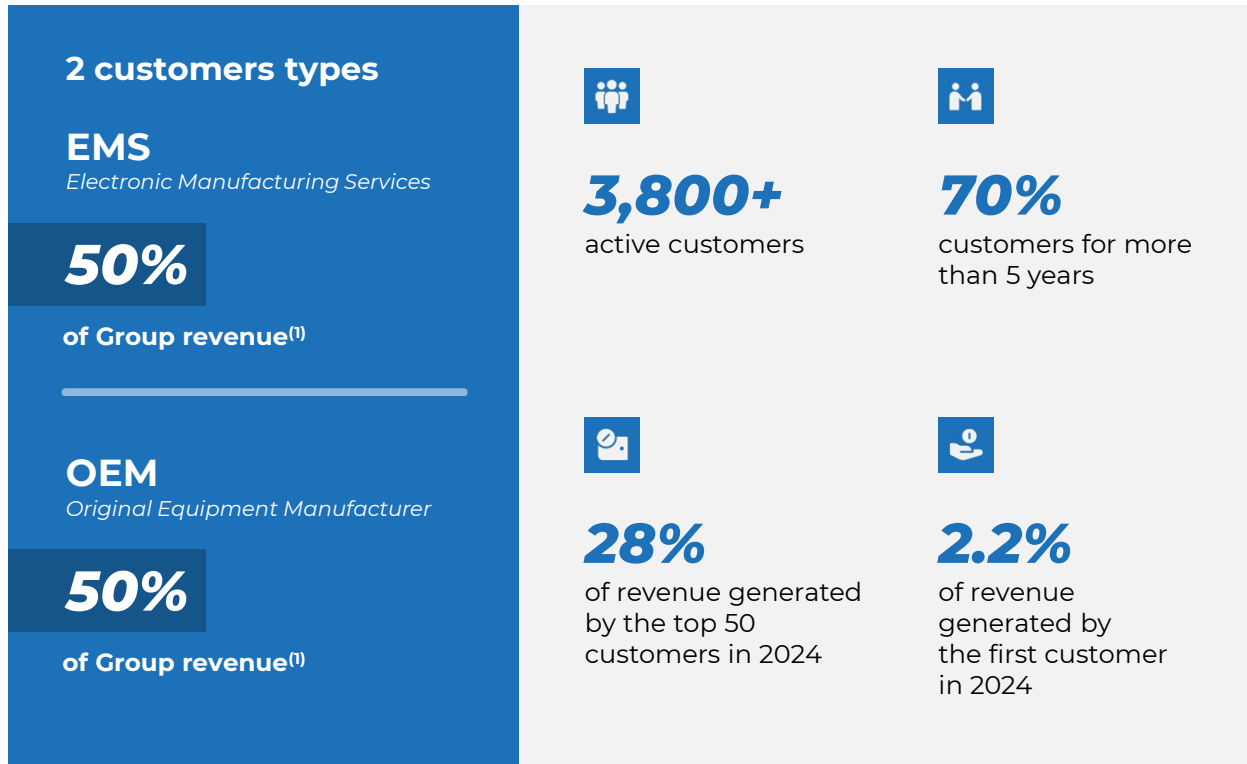 2 customers types
EMS
Electronic Manufacturing Services
50%
of Group revenue(1)
OEM
Original Equipment Manufacturer
50%
of Group revenue(1)
3,800+
active customers
70%
customers for more
than 5 years
28%
of revenue generated
by the top 50
customers in 2024
2.2%
of revenue
generated by
the first customer
in 2024